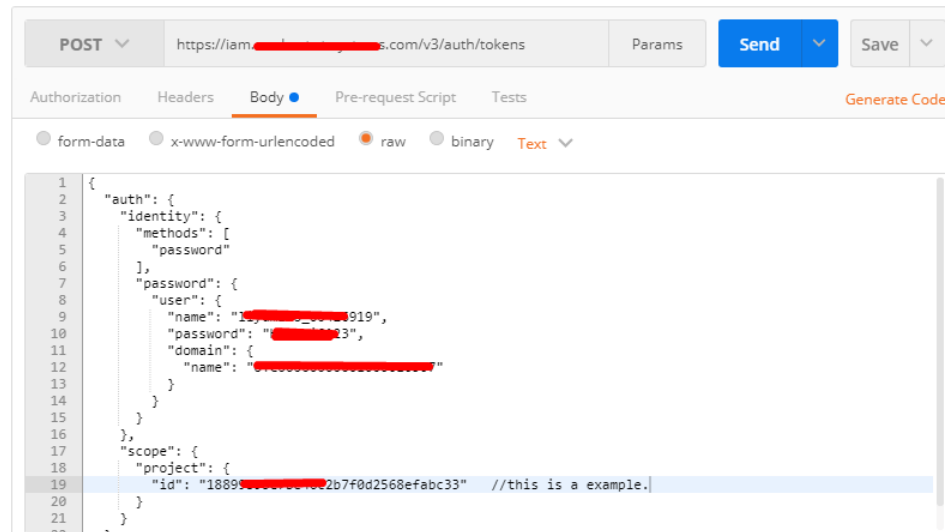 POST https://iam. s.com/v3/auth/tokens Params Send Save
Authorization Headers Body Pre-request Script Tests Generate Code
form-data x-www-form-urlencoded raw binary Text
1 {
2 "auth": {
3 "identity": {
4 "methods": [
5 "password"
6 ],
7 "password": {
8 "user": {
9 "name": " 919",
10 "password": " 23",
11 "domain": {
12 "name": " "
13 }
14 }
15 }
16 },
17 "scope": {
18 "project": {
19 "id": "1889 2b7f0d2568efabc33" //this is a example.
20 }
21 }